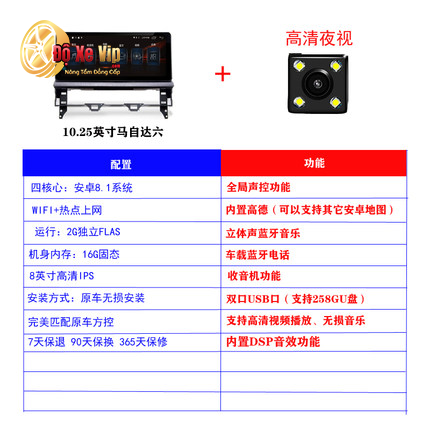 Đồ Xe Vip
Nâng Tầm Đẳng Cấp
高清夜视
+
10.25英寸马自达六
配置 功能
四核心：安卓8.1系统 全局声控功能
WIFI+热点上网 内置高德（可以支持其它安卓地图）
运行：2G独立FLAS 立体声蓝牙音乐
机身内存：16G固态 车载蓝牙电话
8英寸高清IPS 收音机功能
安装方式：原车无损安装 双口USB口（支持258GU盘）
完美匹配原车方控 支持高清视频播放、无损音乐
7天保退 90天保换 365天保修 内置DSP音效功能